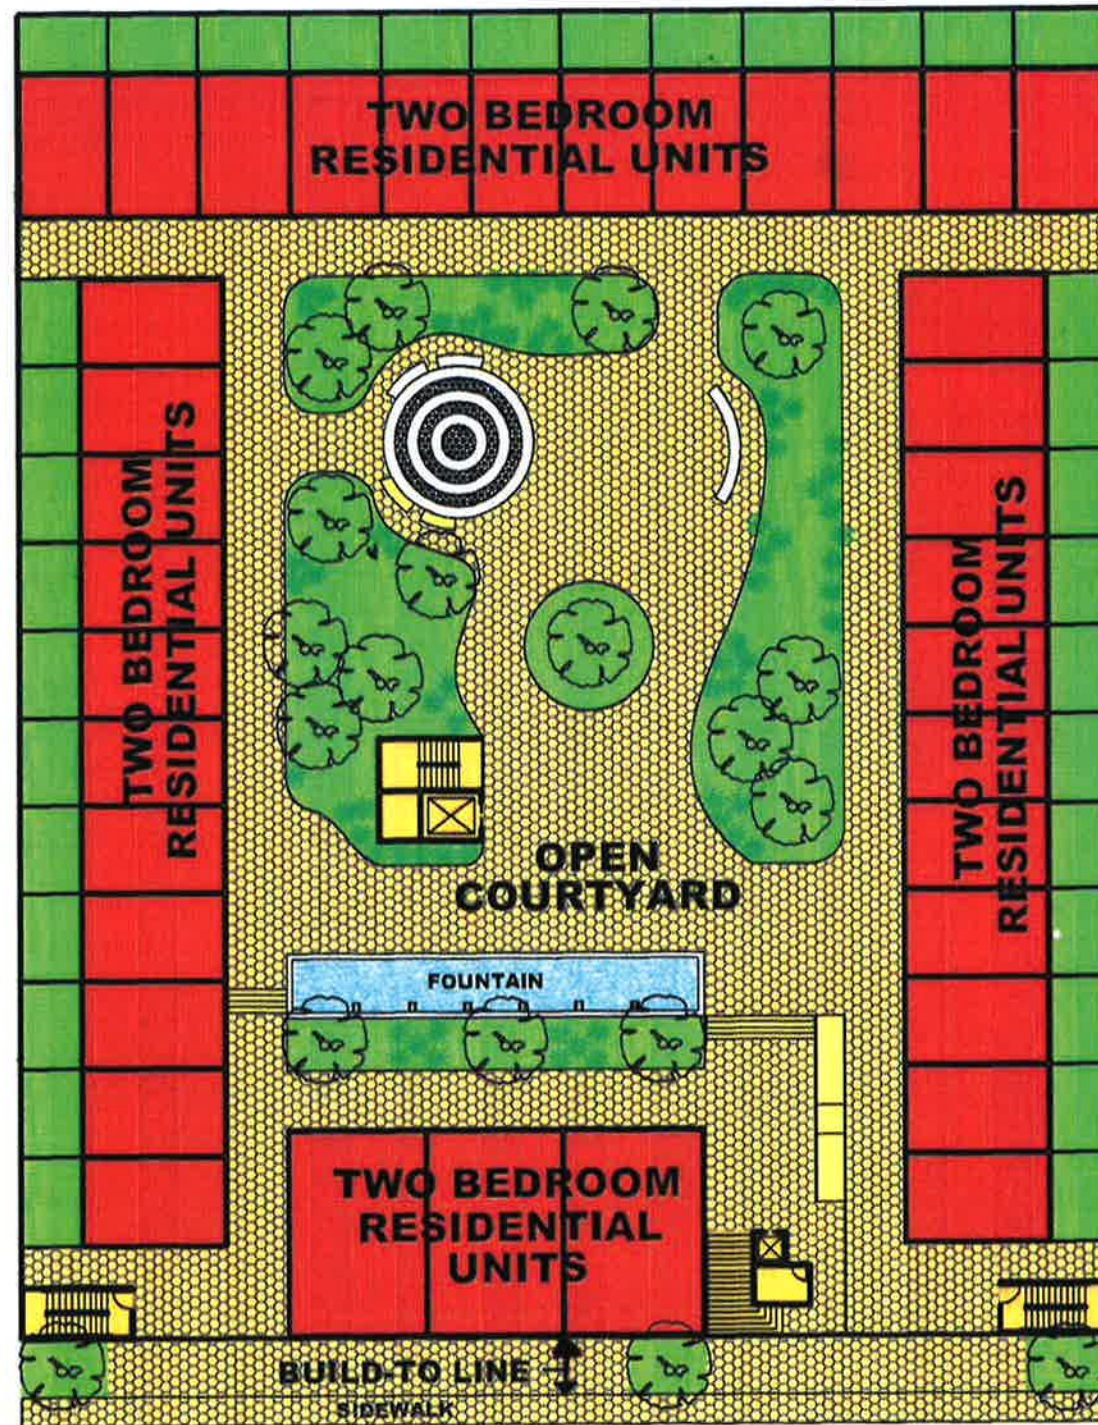 TWO BEDROOM
RESIDENTIAL UNITS
TWO BEDROOM
RESIDENTIAL UNITS
TWO BEDROOM
RESIDENTIAL UNITS
OPEN
COURTYARD
FOUNTAIN
TWO BEDROOM
RESIDENTIAL
UNITS
BUILD-TO LINE
SIDEWALK